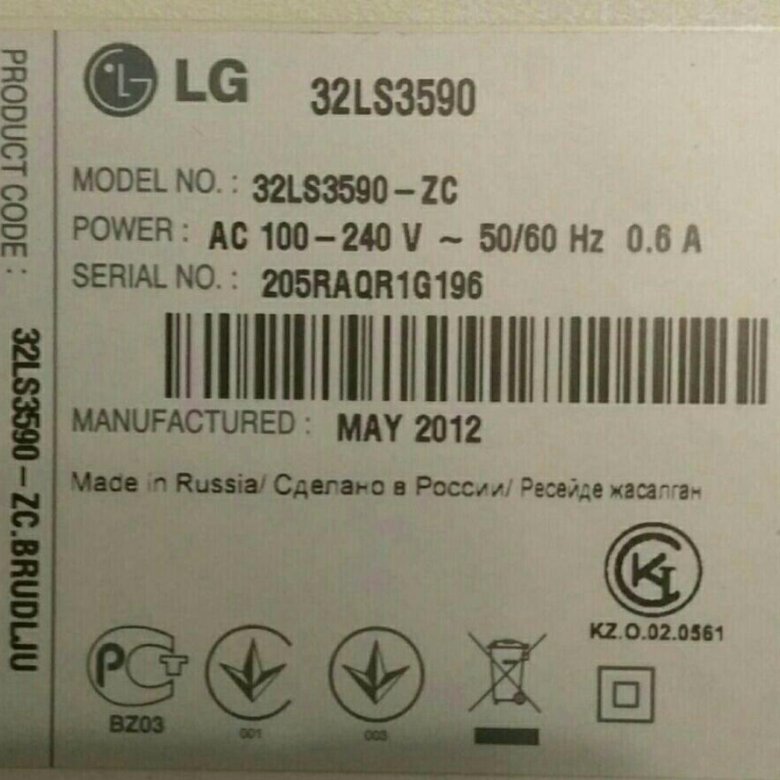 LG 32LS3590
MODEL NO. : 32LS3590-ZC
POWER : AC 100-240 V ~ 50/60 Hz 0.6 A
SERIAL NO. : 205RAQR1G196
MANUFACTURED : MAY 2012
Made in Russia/ Сделано в России/ Ресейде жасалган
KZ.O.02.0561
РСТ
BZ03
001
003
PRODUCT CODE : 32LS3590-ZC.BRUDLJU